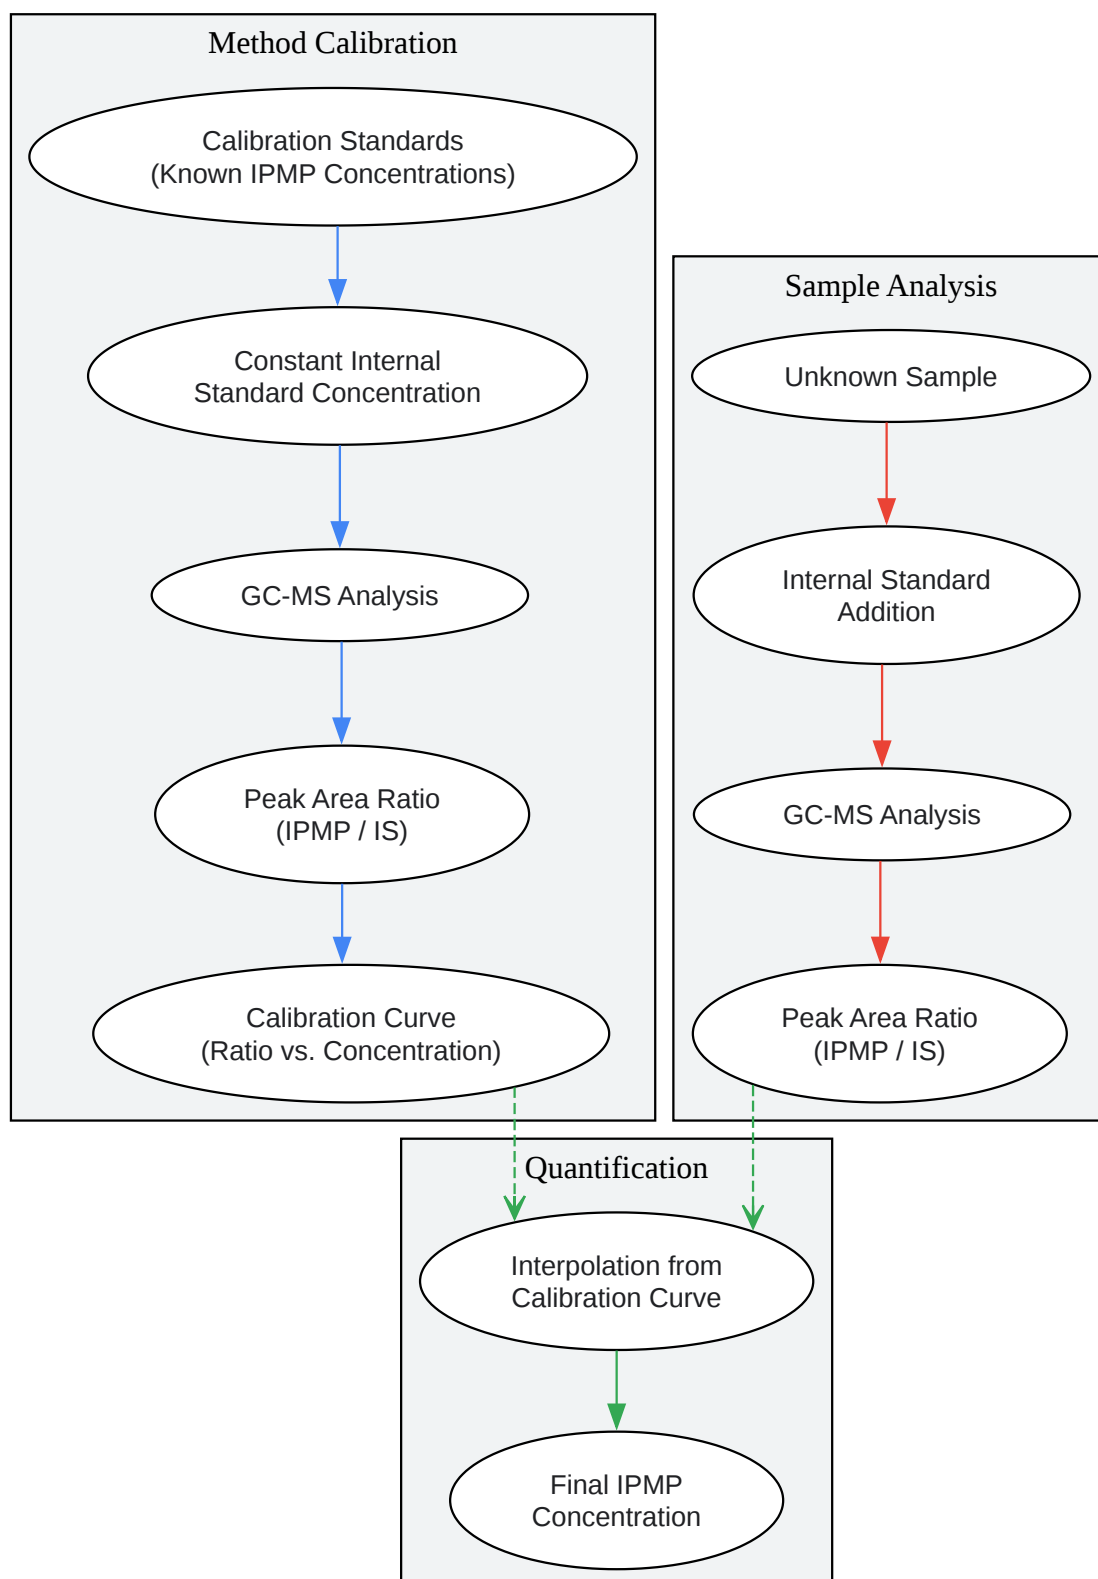 Method Calibration
Calibration Standards
(Known IPMP Concentrations)
Constant Internal
Standard Concentration
GC-MS Analysis
Peak Area Ratio
(IPMP / IS)
Calibration Curve
(Ratio vs. Concentration)
Sample Analysis
Unknown Sample
Internal Standard
Addition
GC-MS Analysis
Peak Area Ratio
(IPMP / IS)
Quantification
Interpolation from
Calibration Curve
Final IPMP
Concentration